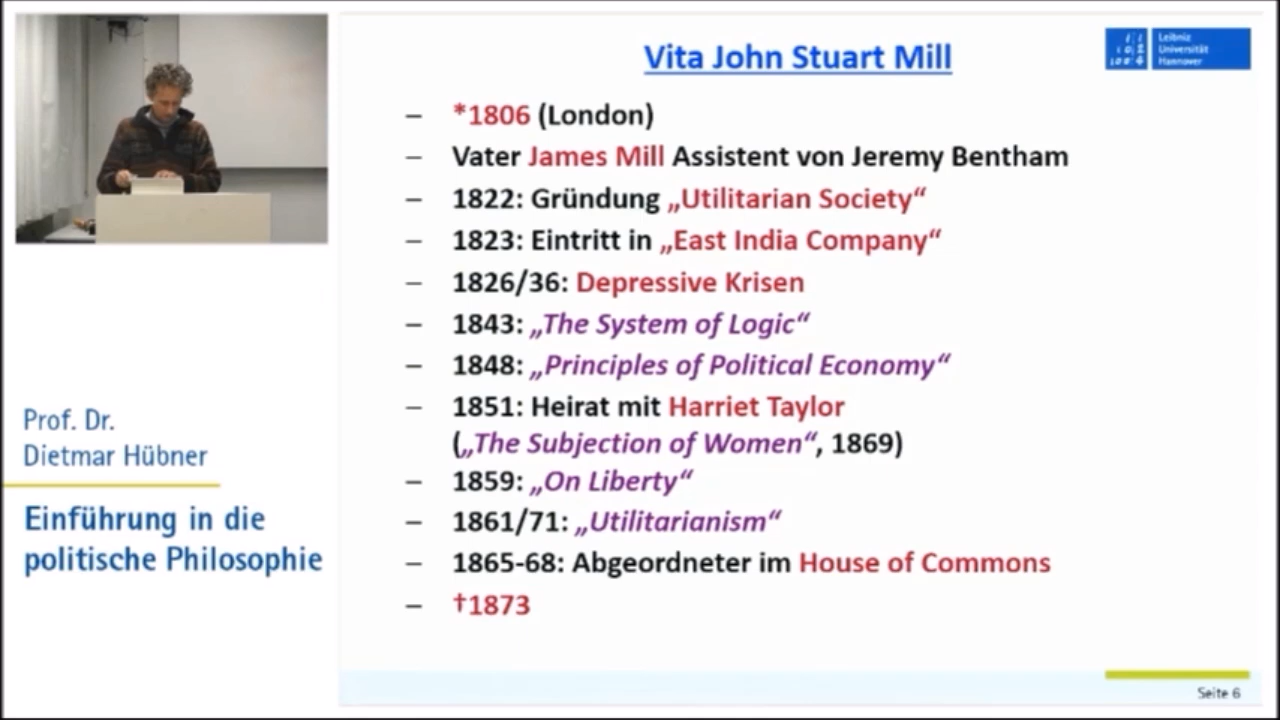 Vita John Stuart Mill
Leibniz
Universität
Hannover
– *1806 (London)
– Vater James Mill Assistent von Jeremy Bentham
– 1822: Gründung „Utilitarian Society“
– 1823: Eintritt in „East India Company“
– 1826/36: Depressive Krisen
– 1843: „The System of Logic“
– 1848: „Principles of Political Economy“
– 1851: Heirat mit Harriet Taylor
(„The Subjection of Women“, 1869)
– 1859: „On Liberty“
– 1861/71: „Utilitarianism“
– 1865-68: Abgeordneter im House of Commons
– †1873
Prof. Dr.
Dietmar Hübner
Einführung in die
politische Philosophie
Seite 6